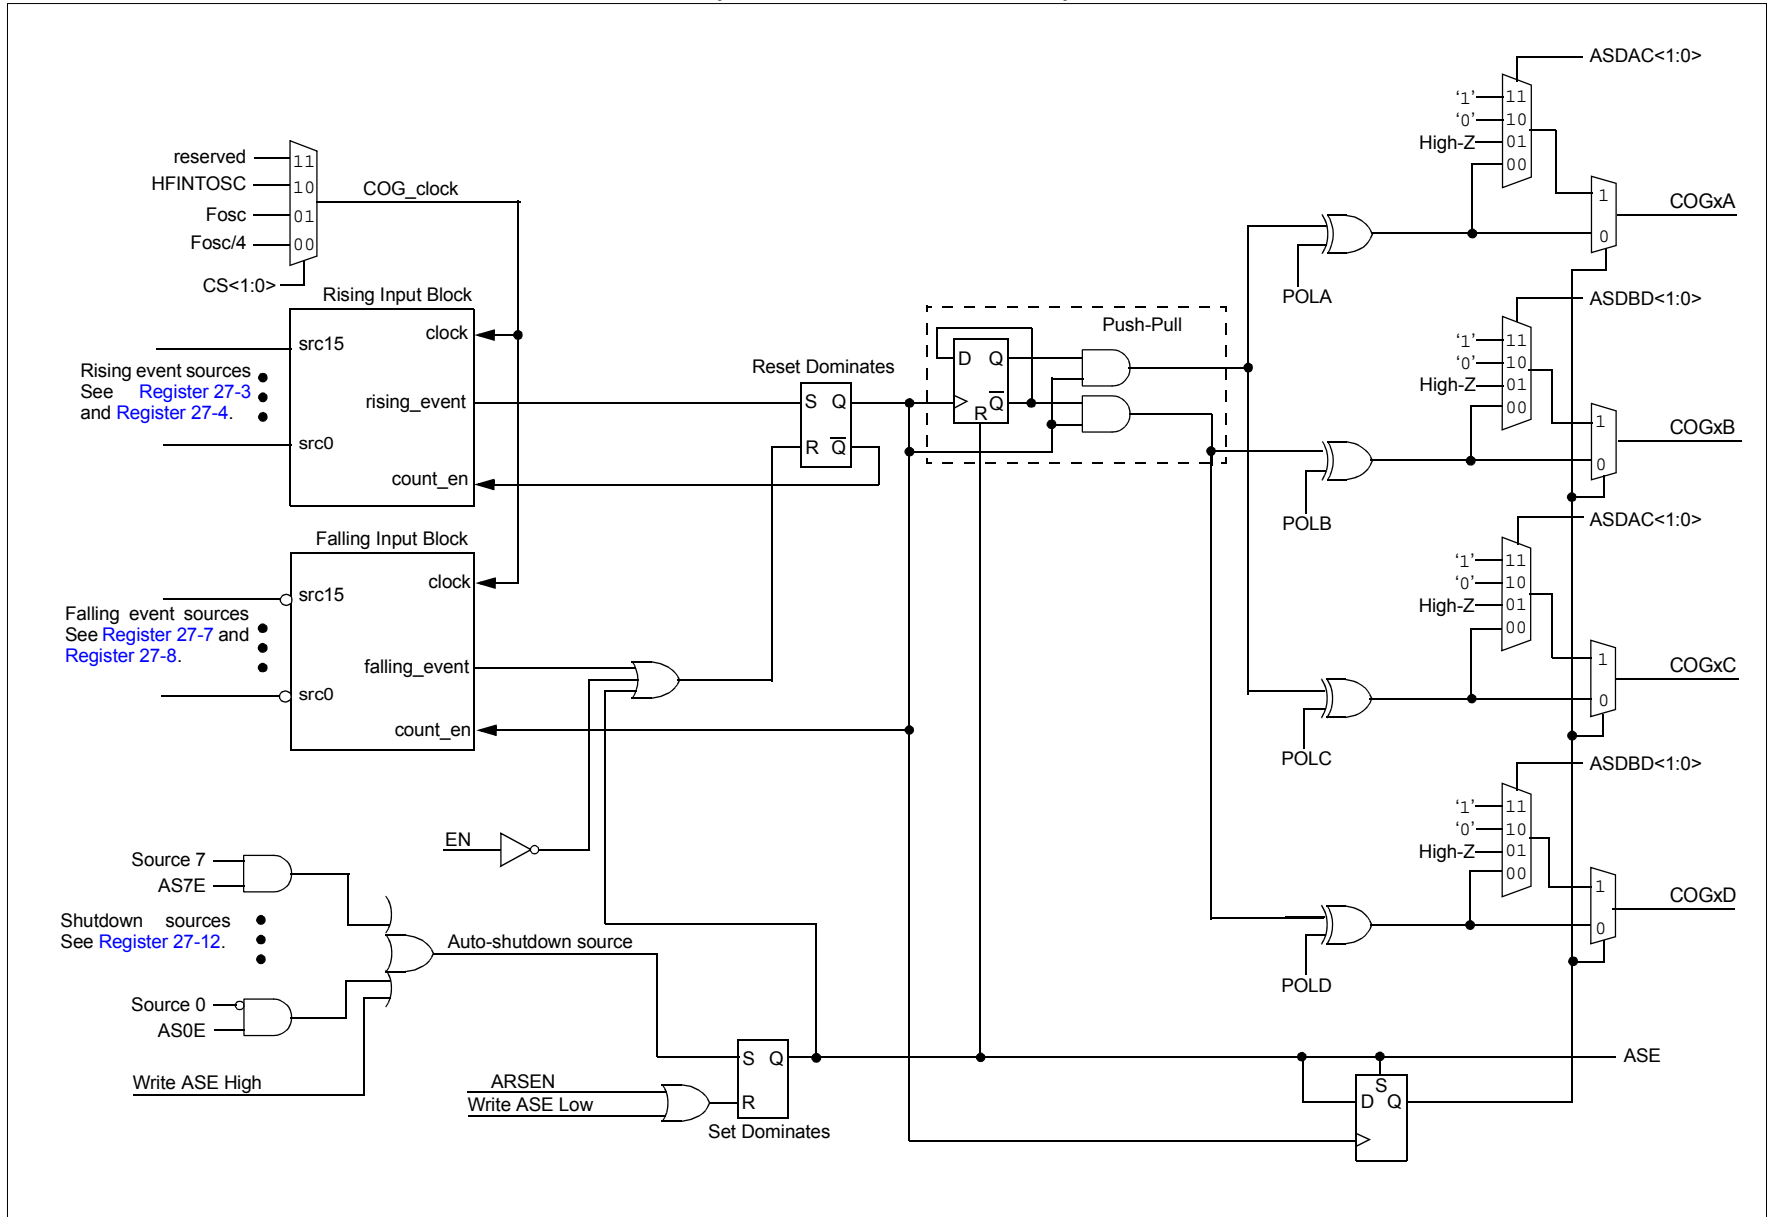 ASDAC<1:0>
‘1’ 11
‘0’ 10
High-Z 01
00
1
0
COGxA
POLA
reserved 11
HFINTOSC 10
Fosc 01
Fosc/4 00
CS<1:0>
COG_clock
Rising Input Block
clock
src15
Rising event sources
See Register 27-3
and Register 27-4.
rising_event
src0
count_en
Reset Dominates
S Q
R Q
Push-Pull
D Q
Q
R
ASDBD<1:0>
‘1’ 11
‘0’ 10
High-Z 01
00
1
0
COGxB
POLB
Falling Input Block
clock
src15
Falling event sources
See Register 27-7 and
Register 27-8.
falling_event
src0
count_en
ASDAC<1:0>
‘1’ 11
‘0’ 10
High-Z 01
00
1
0
COGxC
POLC
EN
Source 7
AS7E
Shutdown sources
See Register 27-12.
Source 0
AS0E
Write ASE High
Auto-shutdown source
ASDBD<1:0>
‘1’ 11
‘0’ 10
High-Z 01
00
1
0
COGxD
POLD
ARSEN
Write ASE Low
S Q
R
Set Dominates
ASE
S
D Q